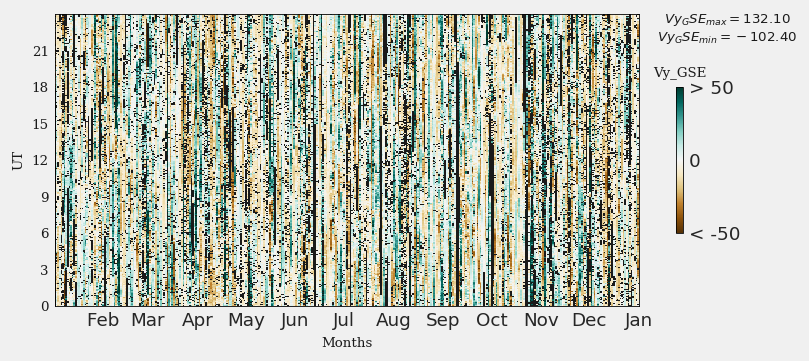 Vy_GSE_max = 132.10
Vy_GSE_min = −102.40
Vy_GSE
> 50
0
< -50
21
18
15
12
9
6
3
0
UT
Feb Mar Apr May Jun Jul Aug Sep Oct Nov Dec Jan
Months